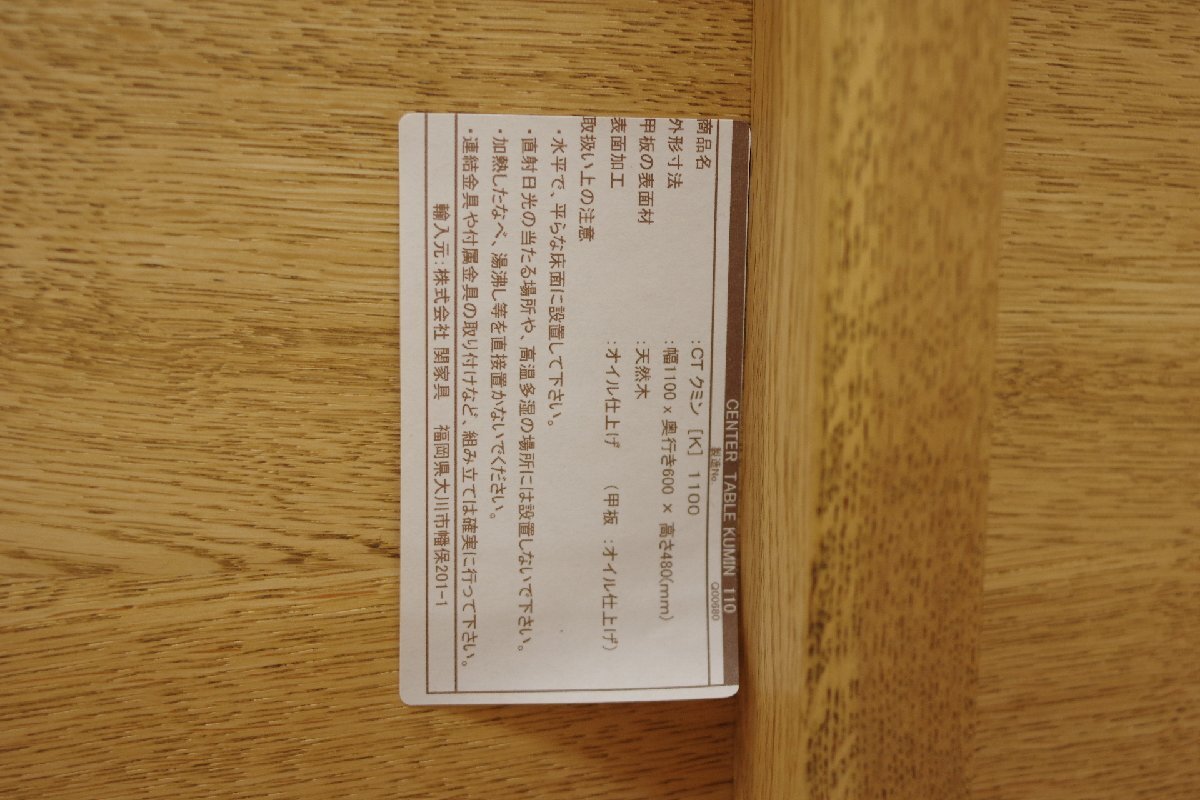 CENTER TABLE KUMIN 110
製造No. Q00680
商品名 :CT クミン [K] 1100
外形寸法 :幅1100 x 奥行き600 × 高さ480(mm)
甲板の表面材 :天然木
表面加工 :オイル仕上げ (甲板 :オイル仕上げ)
取扱い上の注意
・水平で、平らな床面に設置して下さい。
・直射日光の当たる場所や、高温多湿の場所には設置しないで下さい。
・加熱したなべ、湯沸し等を直接置かないでください。
・連結金具や付属金具の取り付けなど、組み立ては確実に行って下さい。
輸入元:株式会社 関家具 福岡県大川市幡保201-1